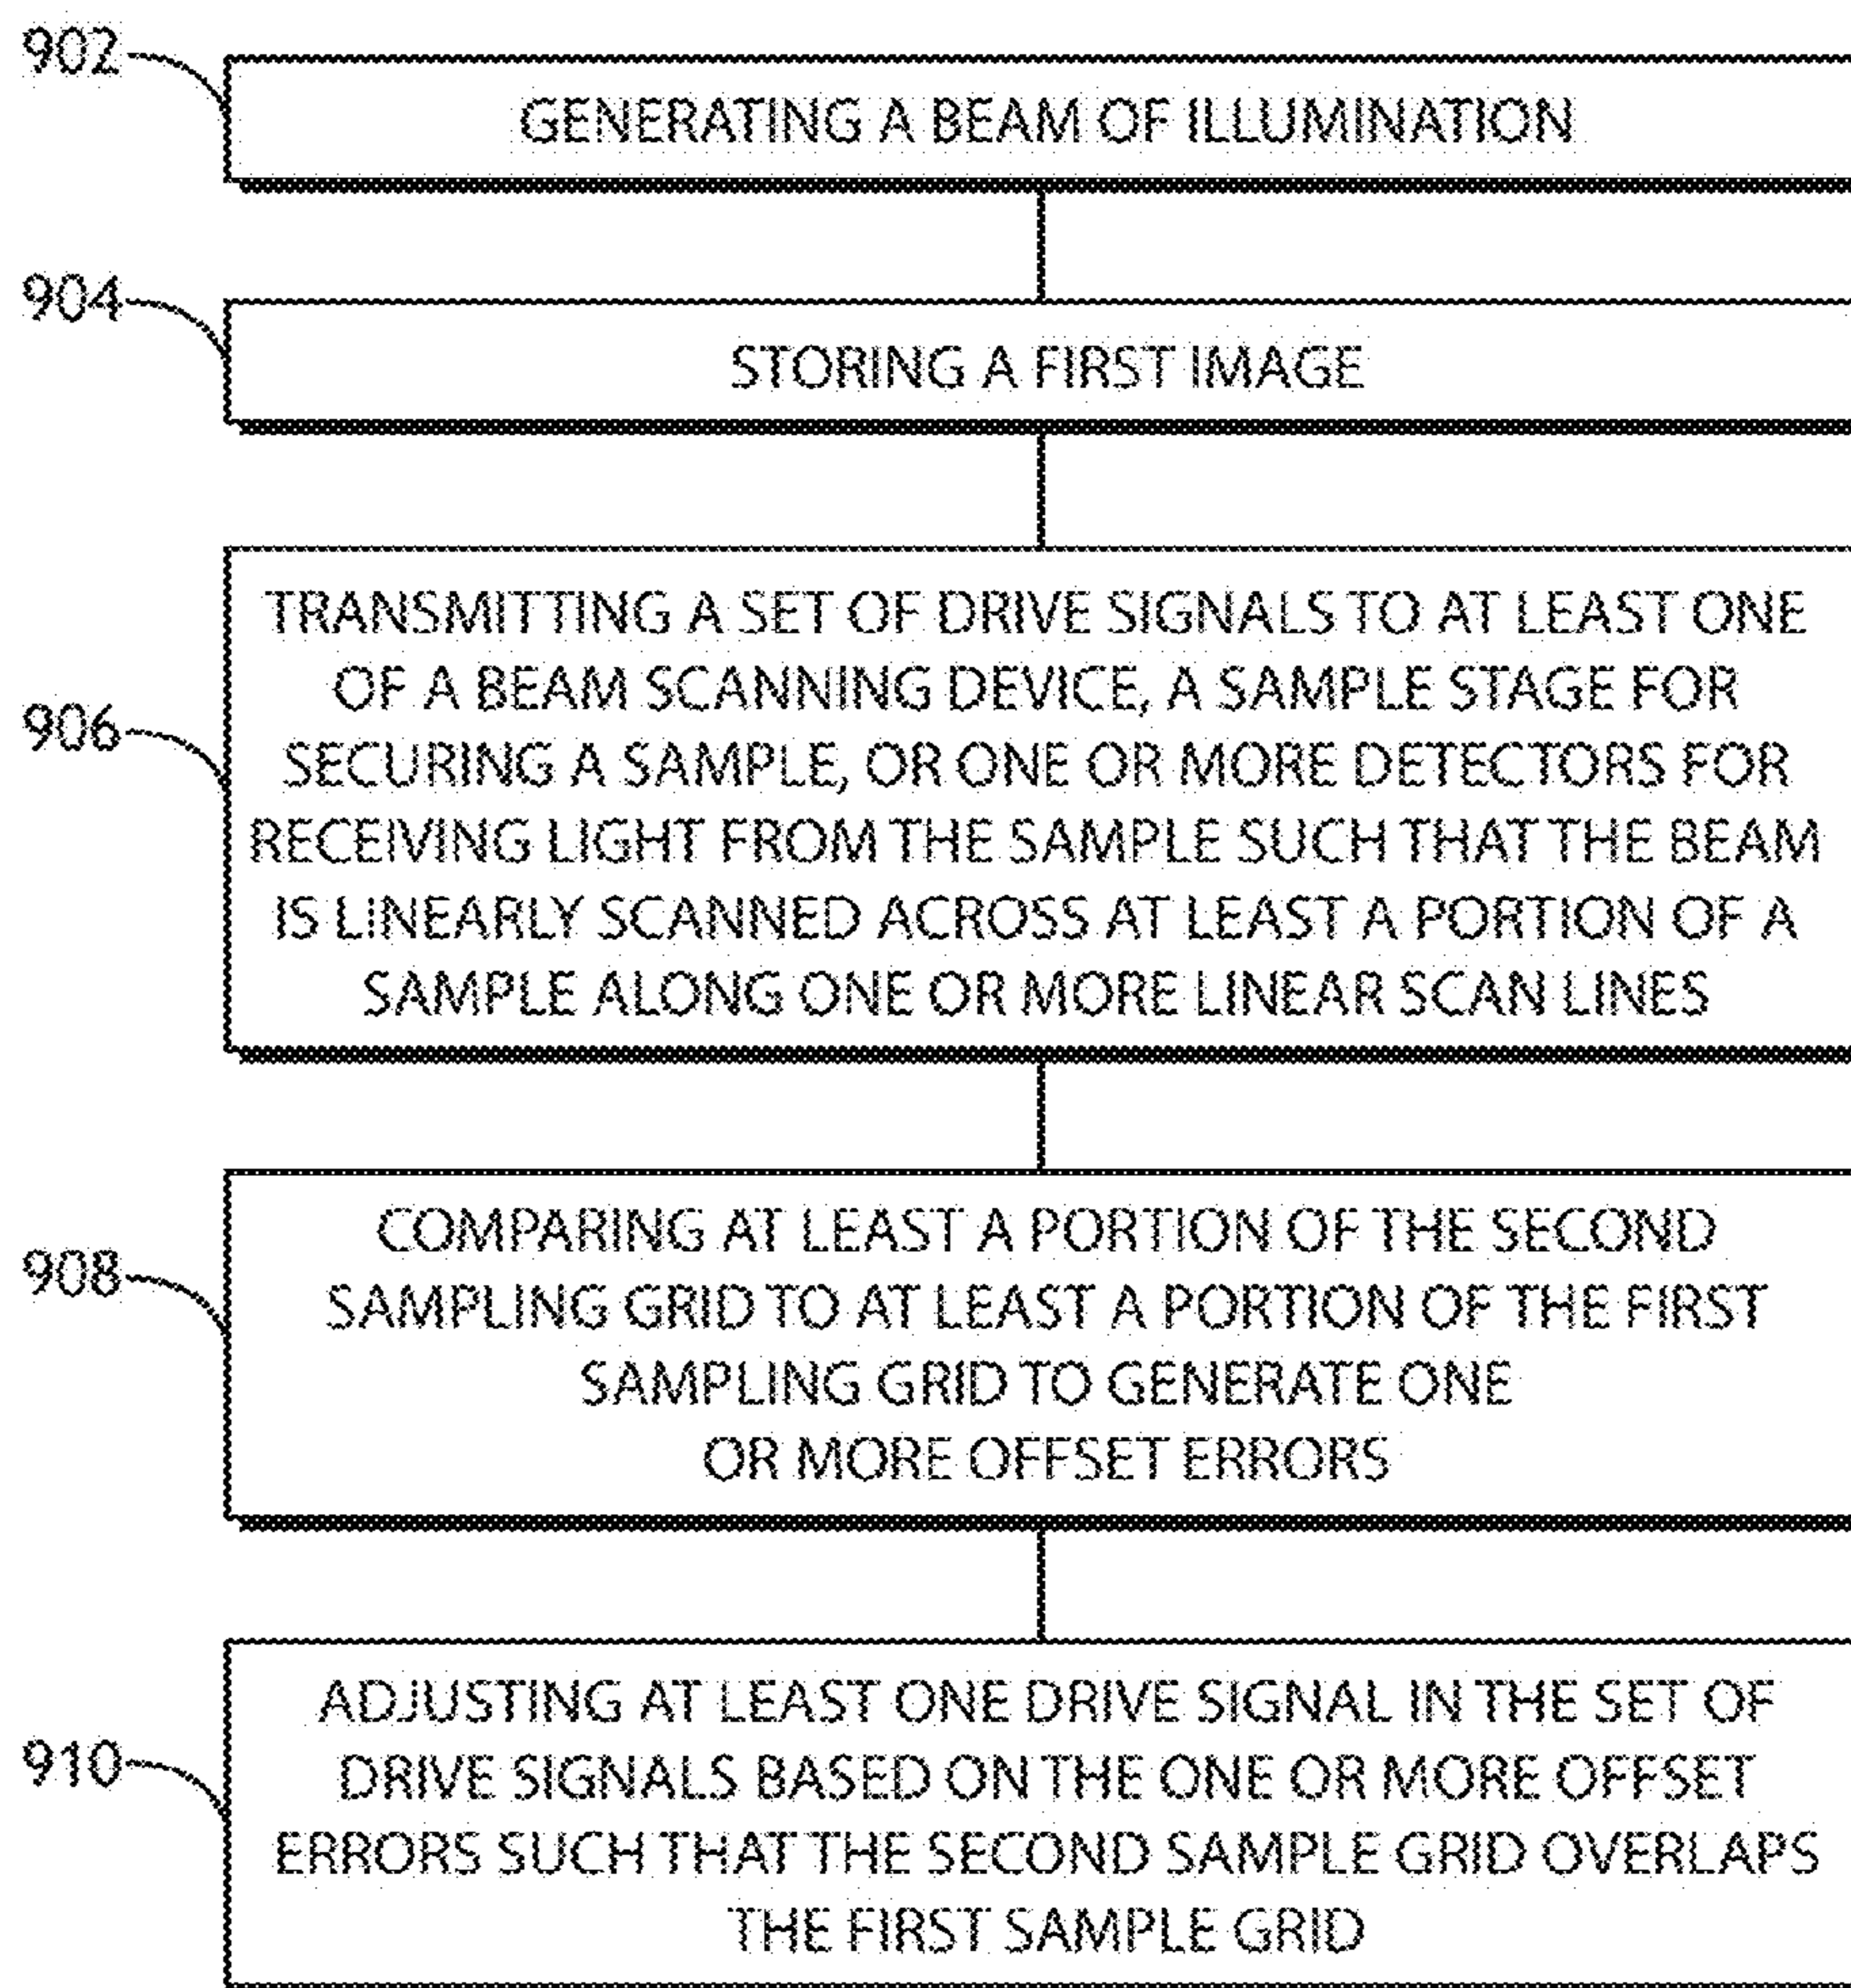 902
GENERATING A BEAM OF ILLUMINATION
904
STORING A FIRST IMAGE
906
TRANSMITTING A SET OF DRIVE SIGNALS TO AT LEAST ONE
OF A BEAM SCANNING DEVICE, A SAMPLE STAGE FOR
SECURING A SAMPLE, OR ONE OR MORE DETECTORS FOR
RECEIVING LIGHT FROM THE SAMPLE SUCH THAT THE BEAM
IS LINEARLY SCANNED ACROSS AT LEAST A PORTION OF A
SAMPLE ALONG ONE OR MORE LINEAR SCAN LINES
908
COMPARING AT LEAST A PORTION OF THE SECOND
SAMPLING GRID TO AT LEAST A PORTION OF THE FIRST
SAMPLING GRID TO GENERATE ONE
OR MORE OFFSET ERRORS
910
ADJUSTING AT LEAST ONE DRIVE SIGNAL IN THE SET OF
DRIVE SIGNALS BASED ON THE ONE OR MORE OFFSET
ERRORS SUCH THAT THE SECOND SAMPLE GRID OVERLAPS
THE FIRST SAMPLE GRID